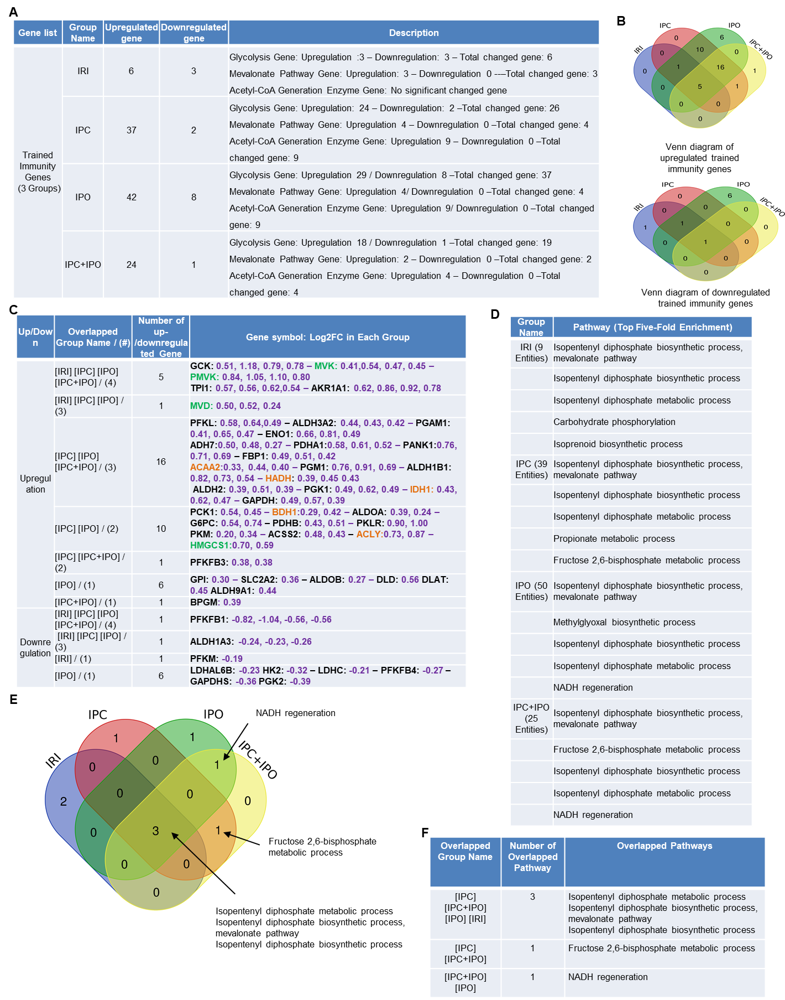 A
Gene list
Group
Name
Upregulated
gene
Downregulated
gene
Description
Trained
Immunity
Genes
(3 Groups)
IRI
6
3
Glycolysis Gene: Upregulation :3 – Downregulation: 3 – Total changed gene: 6
Mevalonate Pathway Gene: Upregulation: 3 – Downregulation 0 -–-Total changed gene: 3
Acetyl-CoA Generation Enzyme Gene: No significant changed gene
IPC
37
2
Glycolysis Gene: Upregulation: 24 – Downregulation: 2 –Total changed gene: 26
Mevalonate Pathway Gene: Upregulation 4 – Downregulation 0 –Total changed gene: 4
Acetyl-CoA Generation Enzyme Gene: Upregulation 9 – Downregulation 0 –Total
changed gene: 9
IPO
42
8
Glycolysis Gene: Upregulation 29 / Downregulation 8 –Total changed gene: 37
Mevalonate Pathway Gene: Upregulation 4/ Downregulation 0 –Total changed gene: 4
Acetyl-CoA Generation Enzyme Gene: Upregulation 9/ Downregulation 0 –Total changed
gene: 9
IPC+IPO
24
1
Glycolysis Gene: Upregulation 18 / Downregulation 1 –Total changed gene: 19
Mevalonate Pathway Gene: Upregulation: 2 – Downregulation 0 –Total changed gene: 2
Acetyl-CoA Generation Enzyme Gene: Upregulation 4 – Downregulation 0 –Total
changed gene: 4
B
IPC
IPO
IRI
IPC+IPO
0
6
0
10
0
0
1
16
1
0
5
1
0
0
0
Venn diagram of
upregulated trained
immunity genes
IPC
IPO
IRI
IPC+IPO
0
6
0
0
0
1
1
0
0
0
1
0
0
0
0
Venn diagram of downregulated
trained immunity genes
C
Up/Dow
n
Overlapped
Group Name / (#)
Number of
up-
/downregula
ted Gene
Gene symbol: Log2FC in Each Group
Upregul
ation
[IRI] [IPC] [IPO]
[IPC+IPO] / (4)
5
GCK: 0.51, 1.18, 0.79, 0.78 – MVK: 0.41,0.54, 0.47, 0.45 –
PMVK: 0.84, 1.05, 1.10, 0.80
TPI1: 0.57, 0.56, 0.62,0.54 – AKR1A1: 0.62, 0.86, 0.92, 0.78
[IRI] [IPC] [IPO] /
(3)
1
MVD: 0.50, 0.52, 0.24
[IPC] [IPO]
[IPC+IPO] / (3)
16
PFKL: 0.58, 0.64,0.49 – ALDH3A2: 0.44, 0.43, 0.42 – PGAM1:
0.41, 0.65, 0.47 – ENO1: 0.66, 0.81, 0.49
ADH7:0.50, 0.48, 0.27 – PDHA1:0.58, 0.61, 0.52 – PANK1:0.76,
0.71, 0.69 – FBP1: 0.49, 0.51, 0.42
ACAA2:0.33, 0.44, 0.40 – PGM1: 0.76, 0.91, 0.69 – ALDH1B1:
0.82, 0.73, 0.54 – HADH: 0.39, 0.45 0.43
ALDH2: 0.39, 0.51, 0.39 – PGK1: 0.49, 0.62, 0.49 – IDH1: 0.43,
0.62, 0.47 – GAPDH: 0.49, 0.57, 0.39
[IPC] [IPO] / (2)
10
PCK1: 0.54, 0.45 – BDH1:0.29, 0.42 – ALDOA: 0.39, 0.24 –
G6PC: 0.54, 0.74 – PDHB: 0.43, 0.51 – PKLR: 0.90, 1.00
PKM: 0.20, 0.34 – ACSS2: 0.48, 0.43 – ACLY:0.73, 0.87 –
HMGCS1:0.70, 0.59
[IPC] [IPC+IPO] /
(2)
1
PFKFB3: 0.38, 0.38
[IPO] / (1)
6
GPI: 0.30 – SLC2A2: 0.36 – ALDOB: 0.27 – DLD: 0.56 DLAT:
0.45 ALDH9A1: 0.44
[IPC+IPO] / (1)
1
BPGM: 0.39
Downre
gulation
[IRI] [IPC] [IPO]
[IPC+IPO] / (4)
1
PFKFB1: -0.82, -1.04, -0.56, -0.56
[IRI] [IPC] [IPO] /
(3)
1
ALDH1A3: -0.24, -0.23, -0.26
[IRI] / (1)
1
PFKM: -0.19
[IPO] / (1)
6
LDHAL6B: -0.23 HK2: -0.32 – LDHC: -0.21 – PFKFB4: -0.27 –
GAPDHS: -0.36 PGK2: -0.39
D
Group
Name
Pathway (Top Five-Fold Enrichment)
IRI (9
Entities)
Isopentenyl diphosphate biosynthetic process,
mevalonate pathway
Isopentenyl diphosphate biosynthetic process
Isopentenyl diphosphate metabolic process
Carbohydrate phosphorylation
Isoprenoid biosynthetic process
IPC (39
Entities)
Isopentenyl diphosphate biosynthetic process,
mevalonate pathway
Isopentenyl diphosphate biosynthetic process
Isopentenyl diphosphate metabolic process
Propionate metabolic process
Fructose 2,6-bisphosphate metabolic process
IPO (50
Entities)
Isopentenyl diphosphate biosynthetic process,
mevalonate pathway
Methylglyoxal biosynthetic process
Isopentenyl diphosphate biosynthetic process
Isopentenyl diphosphate metabolic process
NADH regeneration
IPC+IPO
(25
Entities)
Isopentenyl diphosphate biosynthetic process,
mevalonate pathway
Fructose 2,6-bisphosphate metabolic process
Isopentenyl diphosphate biosynthetic process
Isopentenyl diphosphate metabolic process
NADH regeneration
E
IPC
IPO
IRI
IPC+IPO
1
1
0
0
1
2
0
0
0
0
3
1
0
0
0
NADH regeneration
Fructose 2,6-bisphosphate
metabolic process
Isopentenyl diphosphate metabolic process
Isopentenyl diphosphate biosynthetic process,
mevalonate pathway
Isopentenyl diphosphate biosynthetic process
F
Overlapped
Group Name
Number of
Overlapped
Pathway
Overlapped Pathways
[IPC]
[IPC+IPO]
[IPO] [IRI]
3
Isopentenyl diphosphate metabolic process
Isopentenyl diphosphate biosynthetic process,
mevalonate pathway
Isopentenyl diphosphate biosynthetic process
[IPC]
[IPC+IPO]
1
Fructose 2,6-bisphosphate metabolic process
[IPC+IPO]
[IPO]
1
NADH regeneration